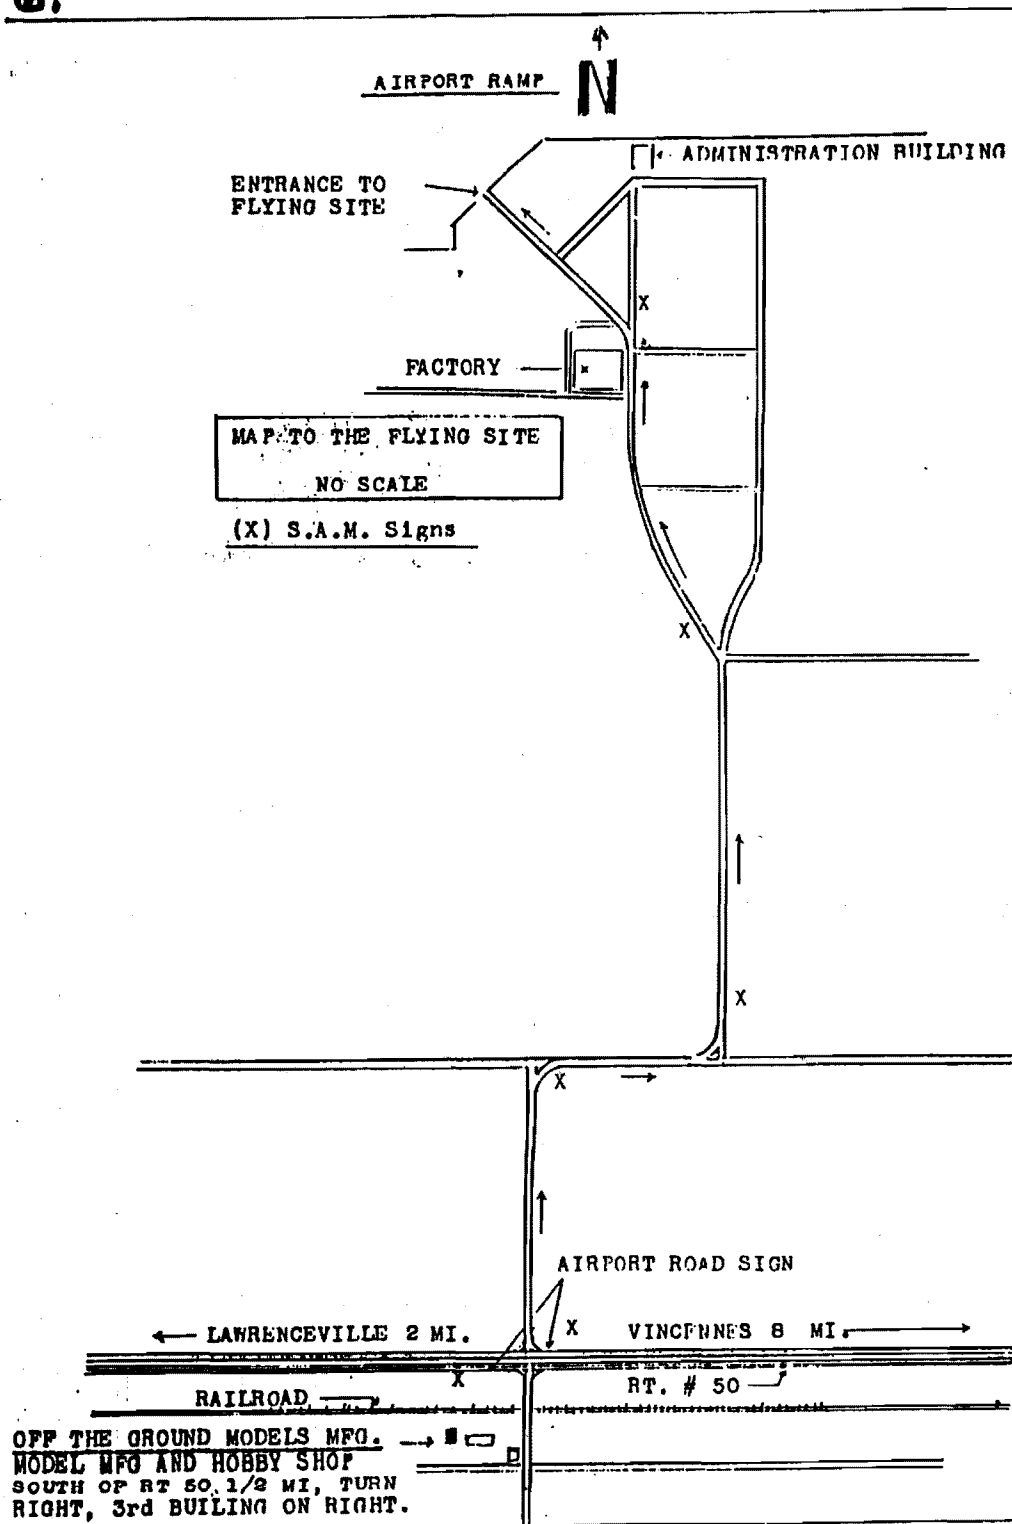 AIRPORT RAMP
N
ADMINISTRATION BUILDING
ENTRANCE TO
FLYING SITE
X
FACTORY
MAP TO THE FLYING SITE
NO SCALE
(X) S.A.M. Signs
X
X
X
AIRPORT ROAD SIGN
LAWRENCEVILLE 2 MI.
X
VINCENNES 8 MI.
X
RT. # 50
RAILROAD
OFF THE GROUND MODELS MFG.
MODEL MFG AND HOBBY SHOP
SOUTH OF RT 50, 1/2 MI, TURN
RIGHT, 3rd BUILING ON RIGHT.